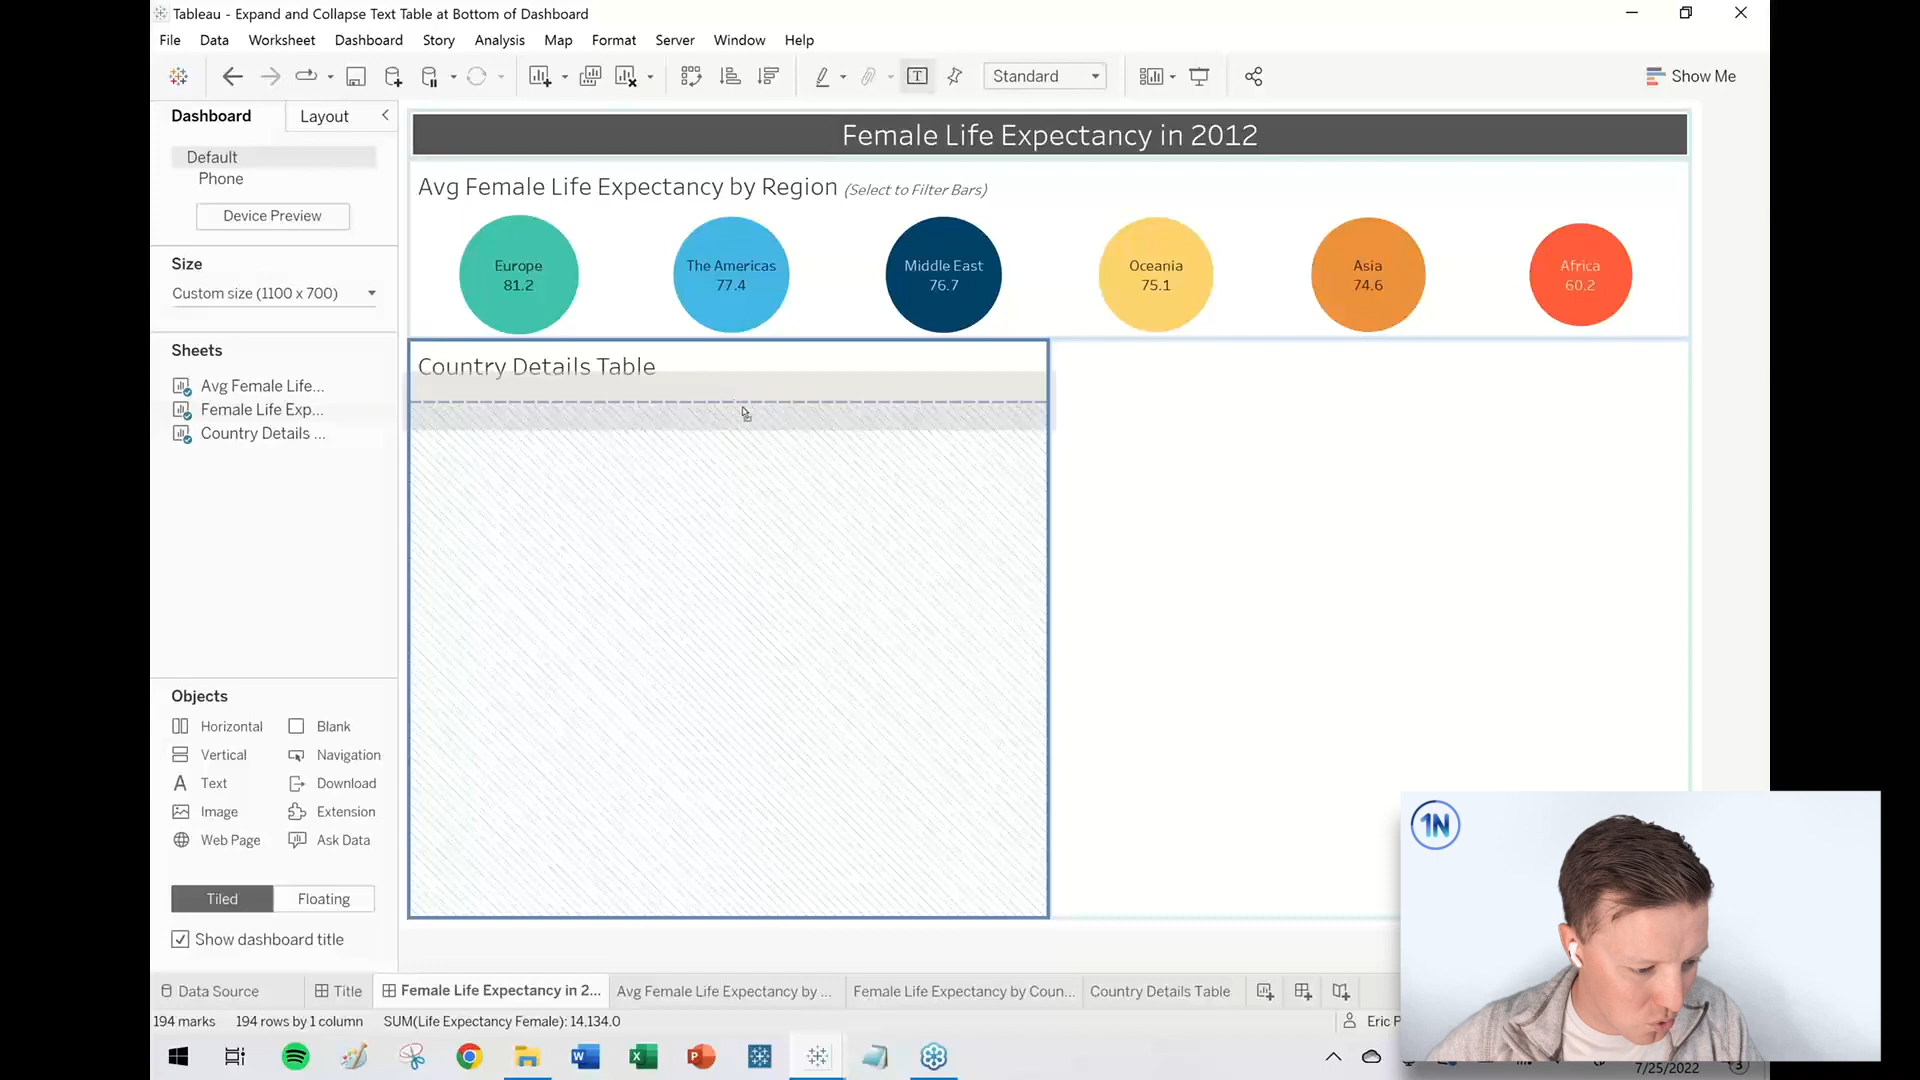 Tableau - Expand and Collapse Text Table at Bottom of Dashboard
File Data Worksheet Dashboard Story Analysis Map Format Server Window Help
Standard
Show Me
Dashboard
Layout
Default
Phone
Device Preview
Size
Custom size (1100 x 700)
Sheets
Avg Female Life...
Female Life Exp...
Country Details ...
Objects
Horizontal
Blank
Vertical
Navigation
Text
Download
Image
Extension
Web Page
Ask Data
Tiled
Floating
Show dashboard title
Female Life Expectancy in 2012
Avg Female Life Expectancy by Region (Select to Filter Bars)
Europe
81.2
The Americas
77.4
Middle East
76.7
Oceania
75.1
Asia
74.6
Africa
60.2
Country Details Table
1N
Data Source
Title
Female Life Expectancy in 2...
Avg Female Life Expectancy by ...
Female Life Expectancy by Coun...
Country Details Table
194 marks
194 rows by 1 column
SUM(Life Expectancy Female): 14,134.0
Eric P
7/25/2022
3